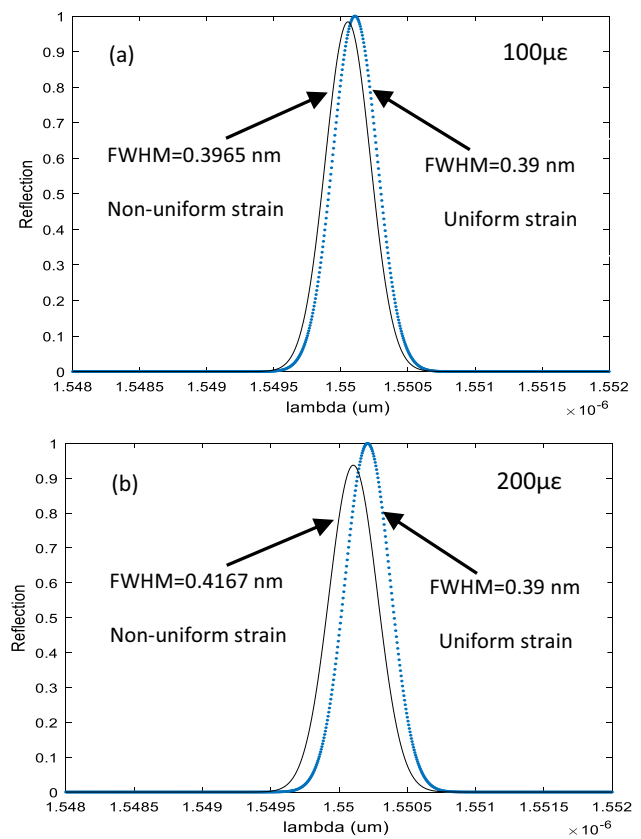 (a)
100με
FWHM=0.3965 nm
Non-uniform strain
FWHM=0.39 nm
Uniform strain
Reflection
1
0.9
0.8
0.7
0.6
0.5
0.4
0.3
0.2
0.1
0
1.548 1.5485 1.549 1.5495 1.55 1.5505 1.551 1.5515 1.552
lambda (um)
×10⁻⁶
(b)
200με
FWHM=0.4167 nm
Non-uniform strain
FWHM=0.39 nm
Uniform strain
Reflection
1
0.9
0.8
0.7
0.6
0.5
0.4
0.3
0.2
0.1
0
1.548 1.5485 1.549 1.5495 1.55 1.5505 1.551 1.5515 1.552
lambda (um)
×10⁻⁶